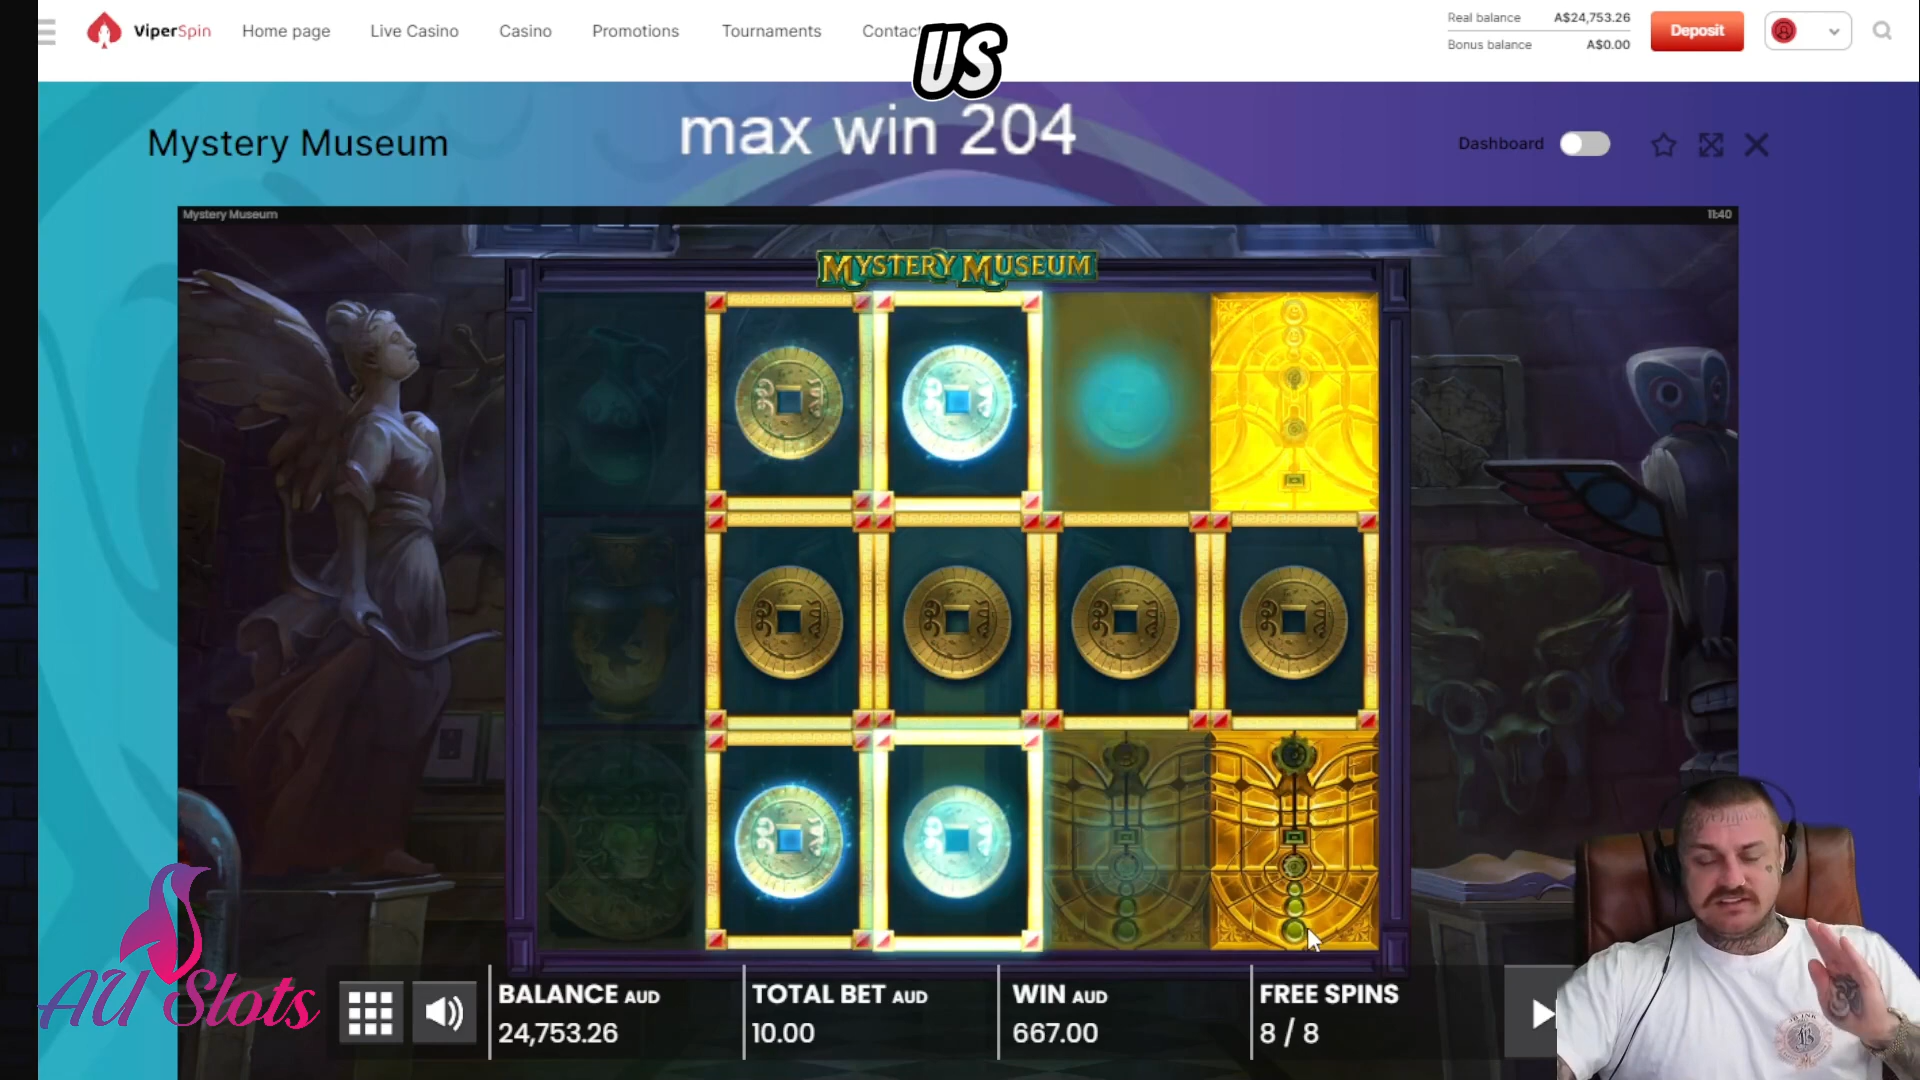 ViperSpin Home page Live Casino Casino Promotions Tournaments Contact
Real balance A$24,753.26
Bonus balance A$0.00
Deposit
US
max win 204
Mystery Museum
Dashboard
Mystery Museum
11:40
MYSTERY MUSEUM
AU Slots
BALANCE AUD
24,753.26
TOTAL BET AUD
10.00
WIN AUD
667.00
FREE SPINS
8 / 8